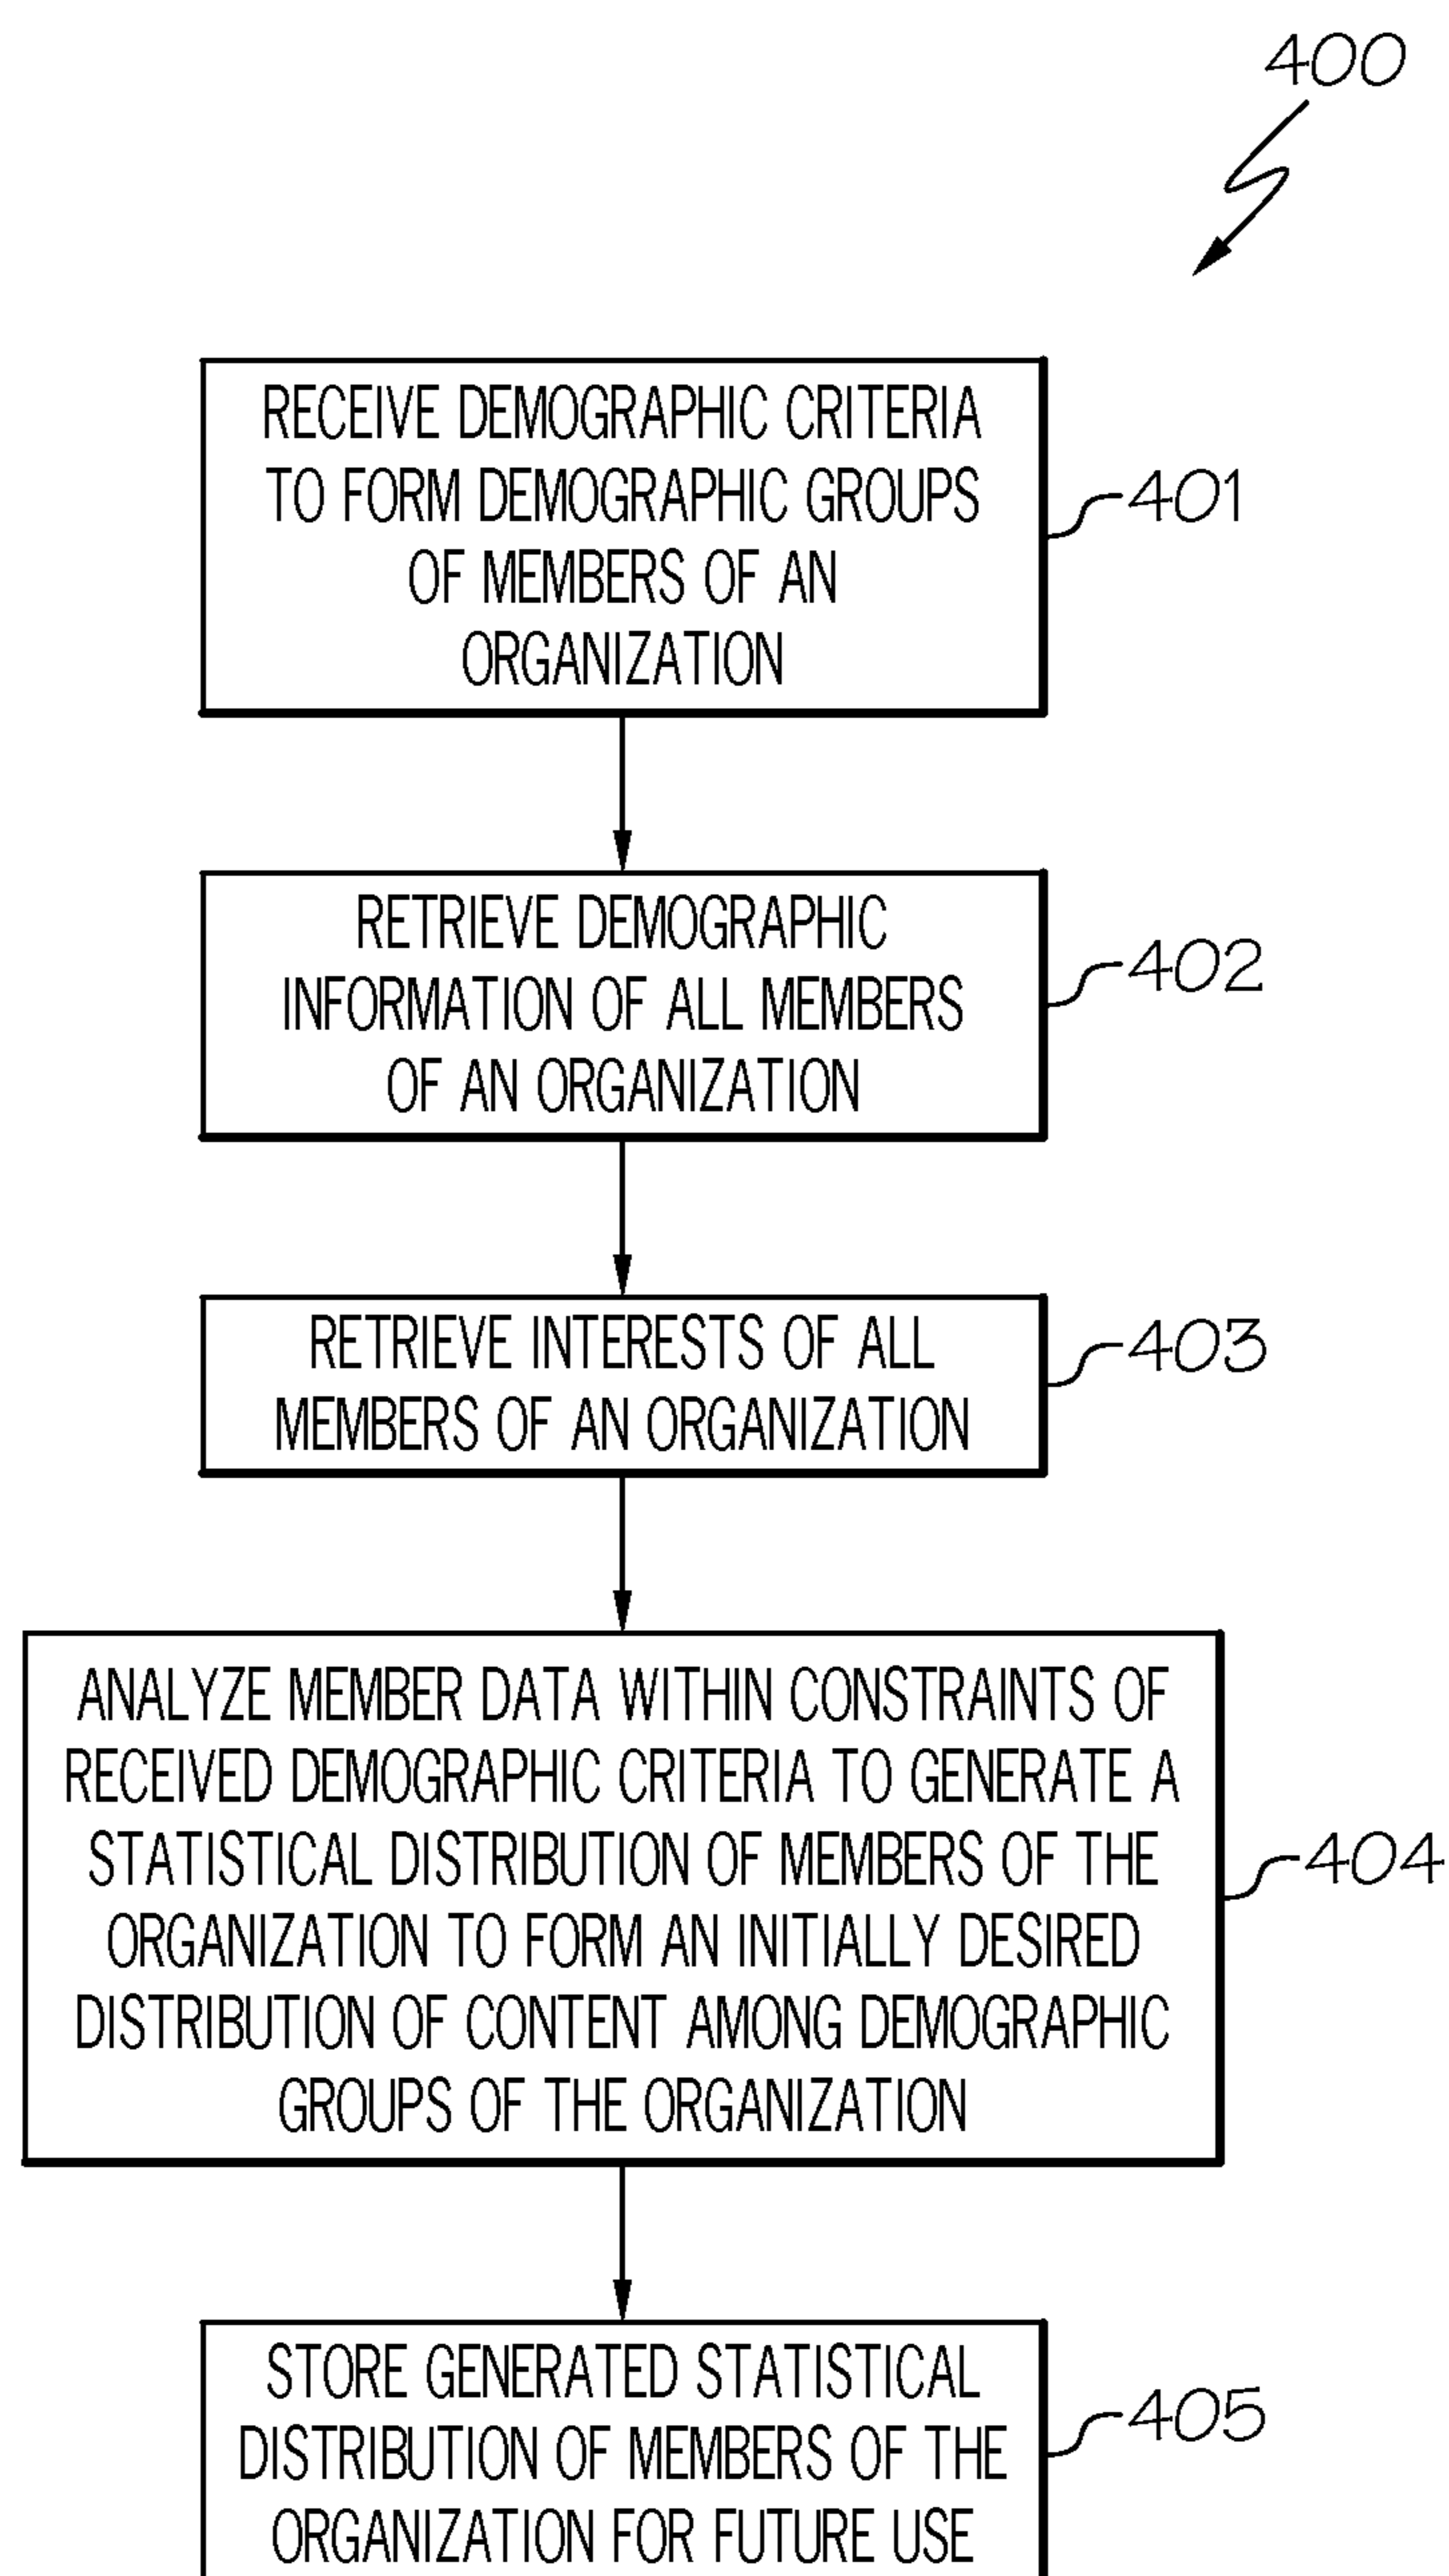 400
RECEIVE DEMOGRAPHIC CRITERIA
TO FORM DEMOGRAPHIC GROUPS
OF MEMBERS OF AN
ORGANIZATION
401
RETRIEVE DEMOGRAPHIC
INFORMATION OF ALL MEMBERS
OF AN ORGANIZATION
402
RETRIEVE INTERESTS OF ALL
MEMBERS OF AN ORGANIZATION
403
ANALYZE MEMBER DATA WITHIN CONSTRAINTS OF
RECEIVED DEMOGRAPHIC CRITERIA TO GENERATE A
STATISTICAL DISTRIBUTION OF MEMBERS OF THE
ORGANIZATION TO FORM AN INITIALLY DESIRED
DISTRIBUTION OF CONTENT AMONG DEMOGRAPHIC
GROUPS OF THE ORGANIZATION
404
STORE GENERATED STATISTICAL
DISTRIBUTION OF MEMBERS OF THE
ORGANIZATION FOR FUTURE USE
405